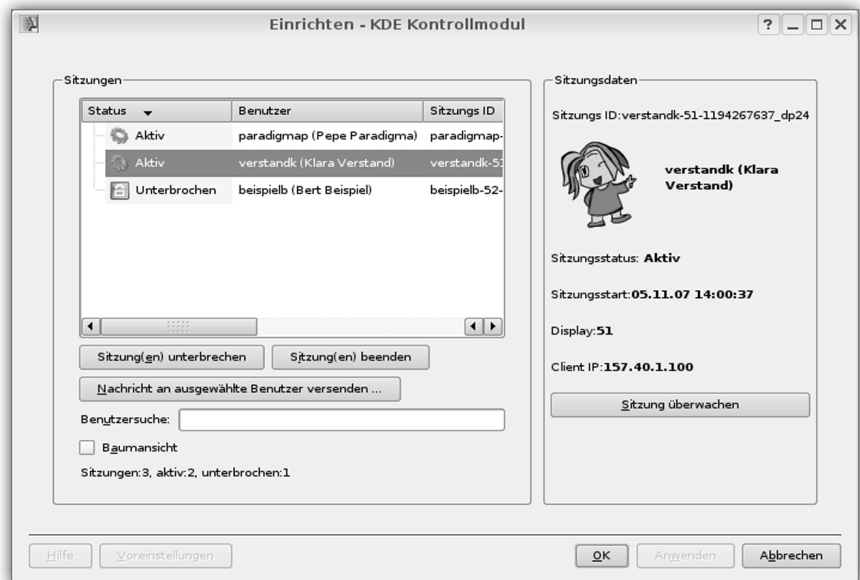 Einrichten - KDE Kontrollmodul
Sitzungen
Status Benutzer Sitzungs ID
Aktiv paradigmap (Pepe Paradigma) paradigmap-
Aktiv verstandk (Klara Verstand) verstandk-51
Unterbrochen beispielb (Bert Beispiel) beispielb-52-
Sitzung(en) unterbrechen Sitzung(en) beenden
Nachricht an ausgewählte Benutzer versenden ...
Benutzersuche:
Baumansicht
Sitzungen:3, aktiv:2, unterbrochen:1
Sitzungsdaten
Sitzungs ID:verstandk-51-1194267637_dp24
verstandk (Klara
Verstand)
Sitzungsstatus: Aktiv
Sitzungsstart:05.11.07 14:00:37
Display:51
Client IP:157.40.1.100
Sitzung überwachen
Hilfe Voreinstellungen OK Anwenden Abbrechen